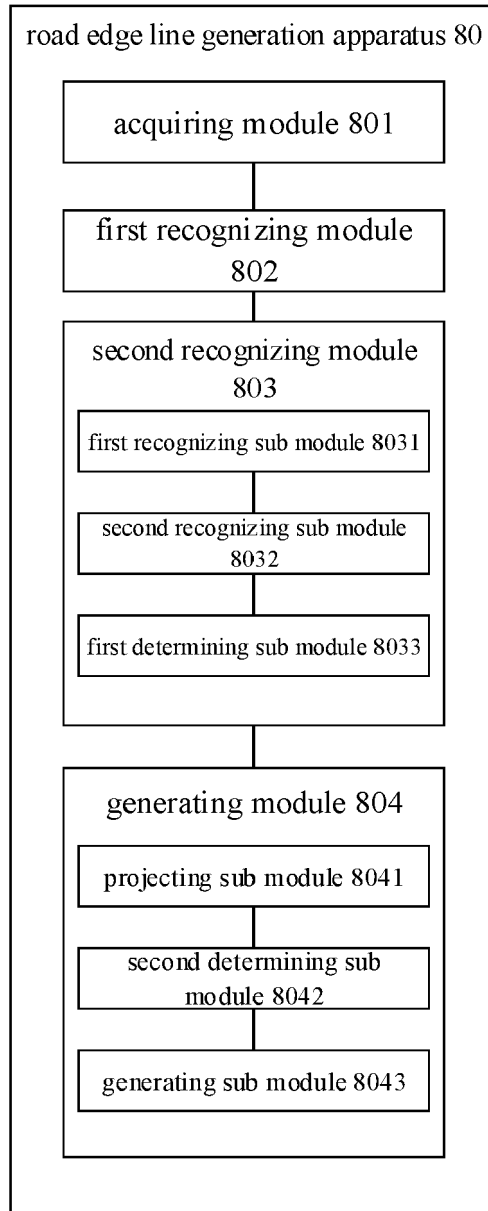 road edge line generation apparatus 80
acquiring module 801
first recognizing module
802
second recognizing module
803
first recognizing sub module 8031
second recognizing sub module
8032
first determining sub module 8033
generating module 804
projecting sub module 8041
second determining sub
module 8042
generating sub module 8043